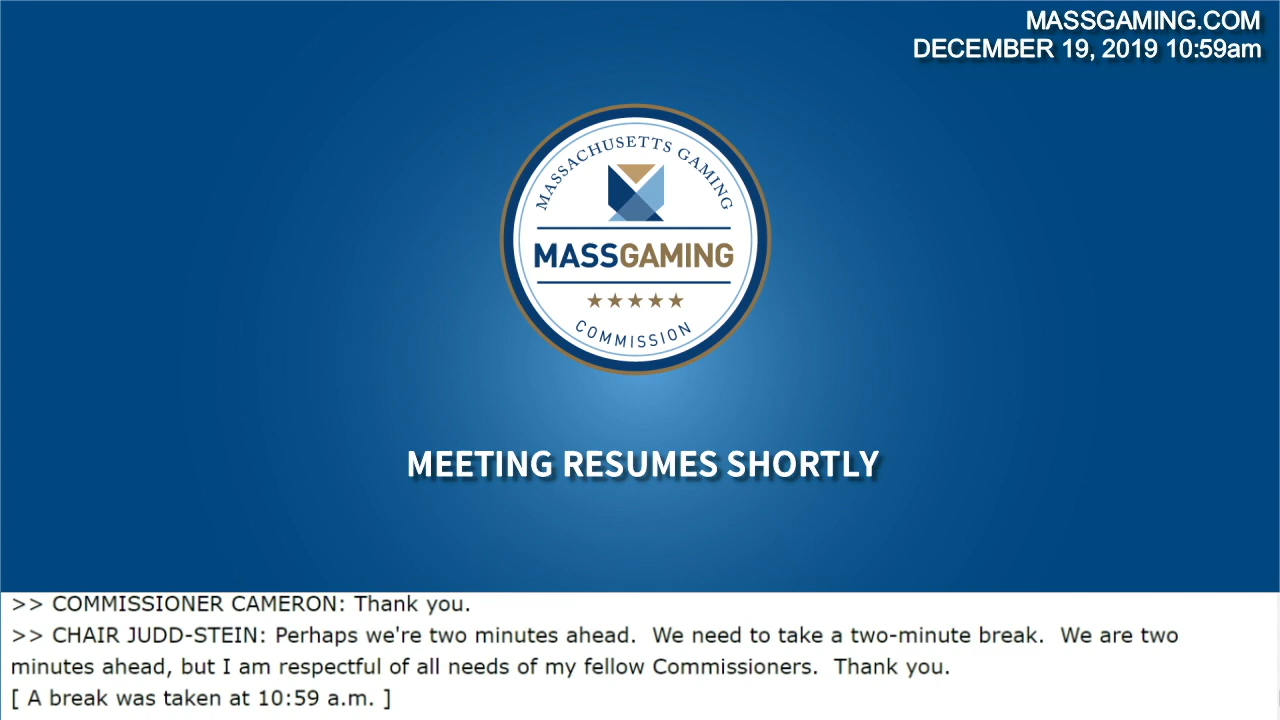 MASSGAMING.COM
DECEMBER 19, 2019 10:59am
MASSACHUSETTS GAMING
MASSGAMING
COMMISSION
MEETING RESUMES SHORTLY
>> COMMISSIONER CAMERON: Thank you.
>> CHAIR JUDD-STEIN: Perhaps we're two minutes ahead.  We need to take a two-minute break.  We are two
minutes ahead, but I am respectful of all needs of my fellow Commissioners.  Thank you.
[ A break was taken at 10:59 a.m. ]